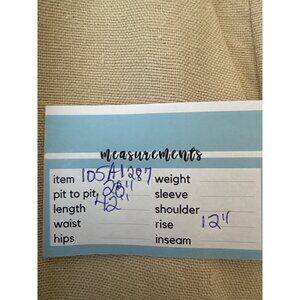 measurements
item 105A1287 weight
pit to pit 20" sleeve
length 42" shoulder
waist rise 12"
hips inseam